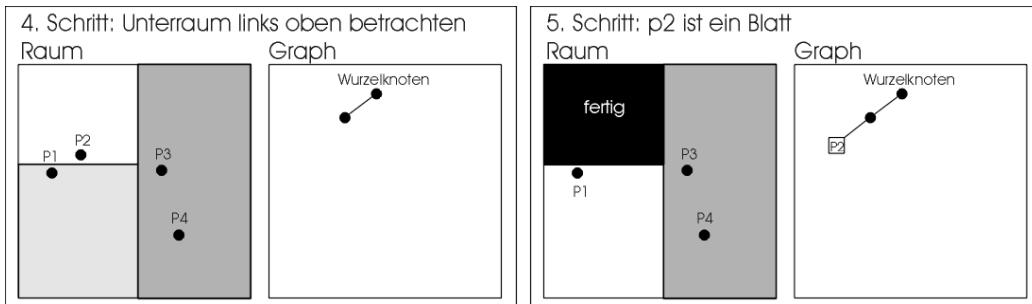 4. Schritt: Unterraum links oben betrachten
Raum
Graph
Wurzelknoten
P2
P1
P3
P4
5. Schritt: p2 ist ein Blatt
Raum
Graph
Wurzelknoten
fertig
P2
P3
P1
P4